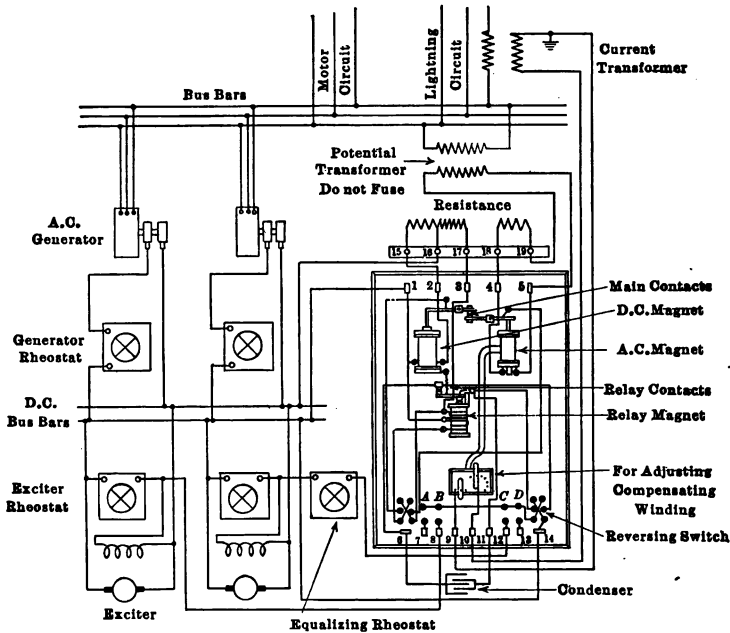 Motor
Circuit
Lightning
Circuit
Current
Transformer
Bus Bars
Potential
Transformer
Do not Fuse
A.C.
Generator
Resistance
15 16 17 18 19
1 2 3 4 5
Main Contacts
D.C.Magnet
A.C.Magnet
Generator
Rheostat
D.C.
Bus Bars
Relay Contacts
Relay Magnet
Exciter
Rheostat
For Adjusting
Compensating
Winding
A B C D
Reversing Switch
6 7 8 9 10 11 12 13 14
Condenser
Exciter
Equalizing Rheostat